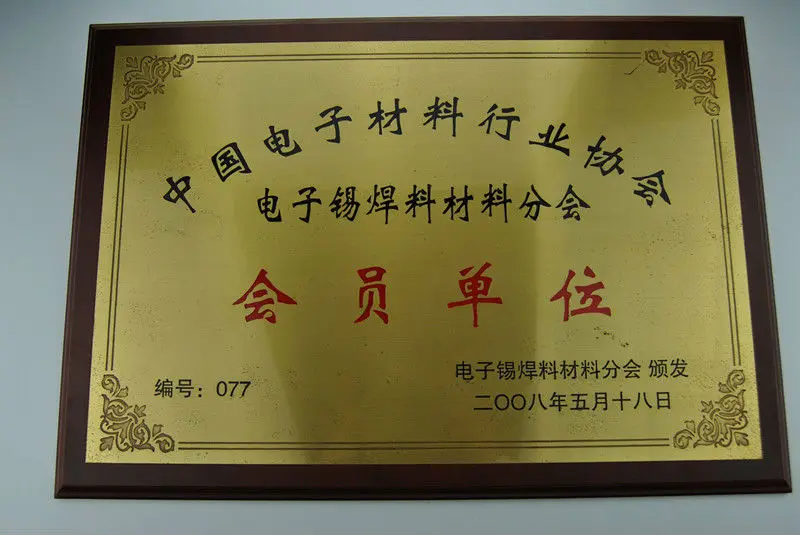 中国电子材料行业协会
电子锡焊料材料分会
会员单位
编号：077
电子锡焊料材料分会 颁发
二〇〇八年五月十八日